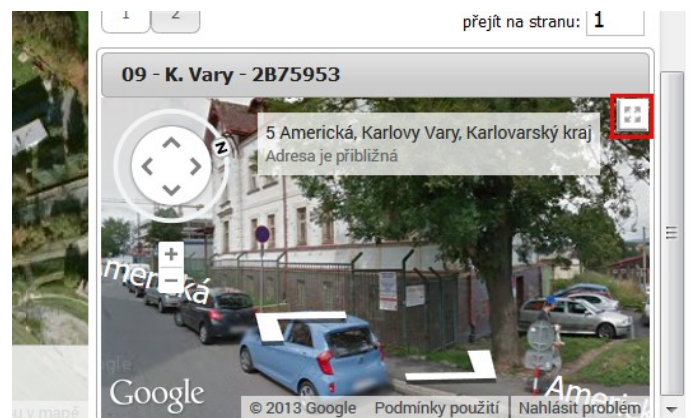 1 2
přejít na stranu: 1
09 - K. Vary - 2B75953
N
5 Americká, Karlovy Vary, Karlovarský kraj
Adresa je přibližná
+
Americká
−
Google
© 2013 Google Podmínky použití Nahlásit problém